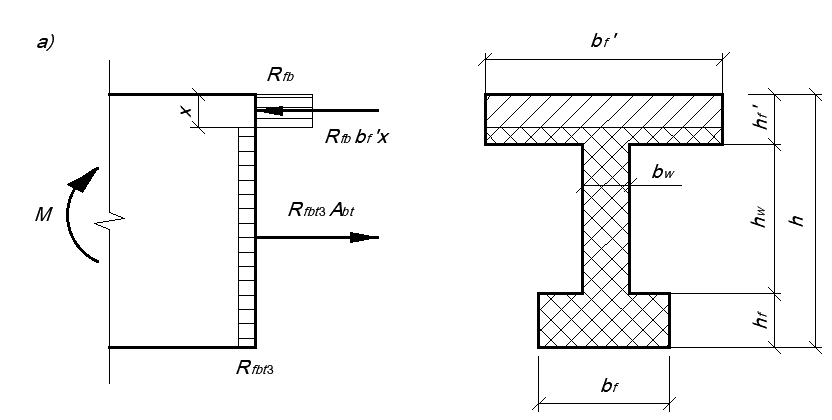 а)
bf'
Rfb
x
Rfb bf'x
hf'
bw
M
Rfbt3 Abt
hw
h
hf
Rfbt3
bf